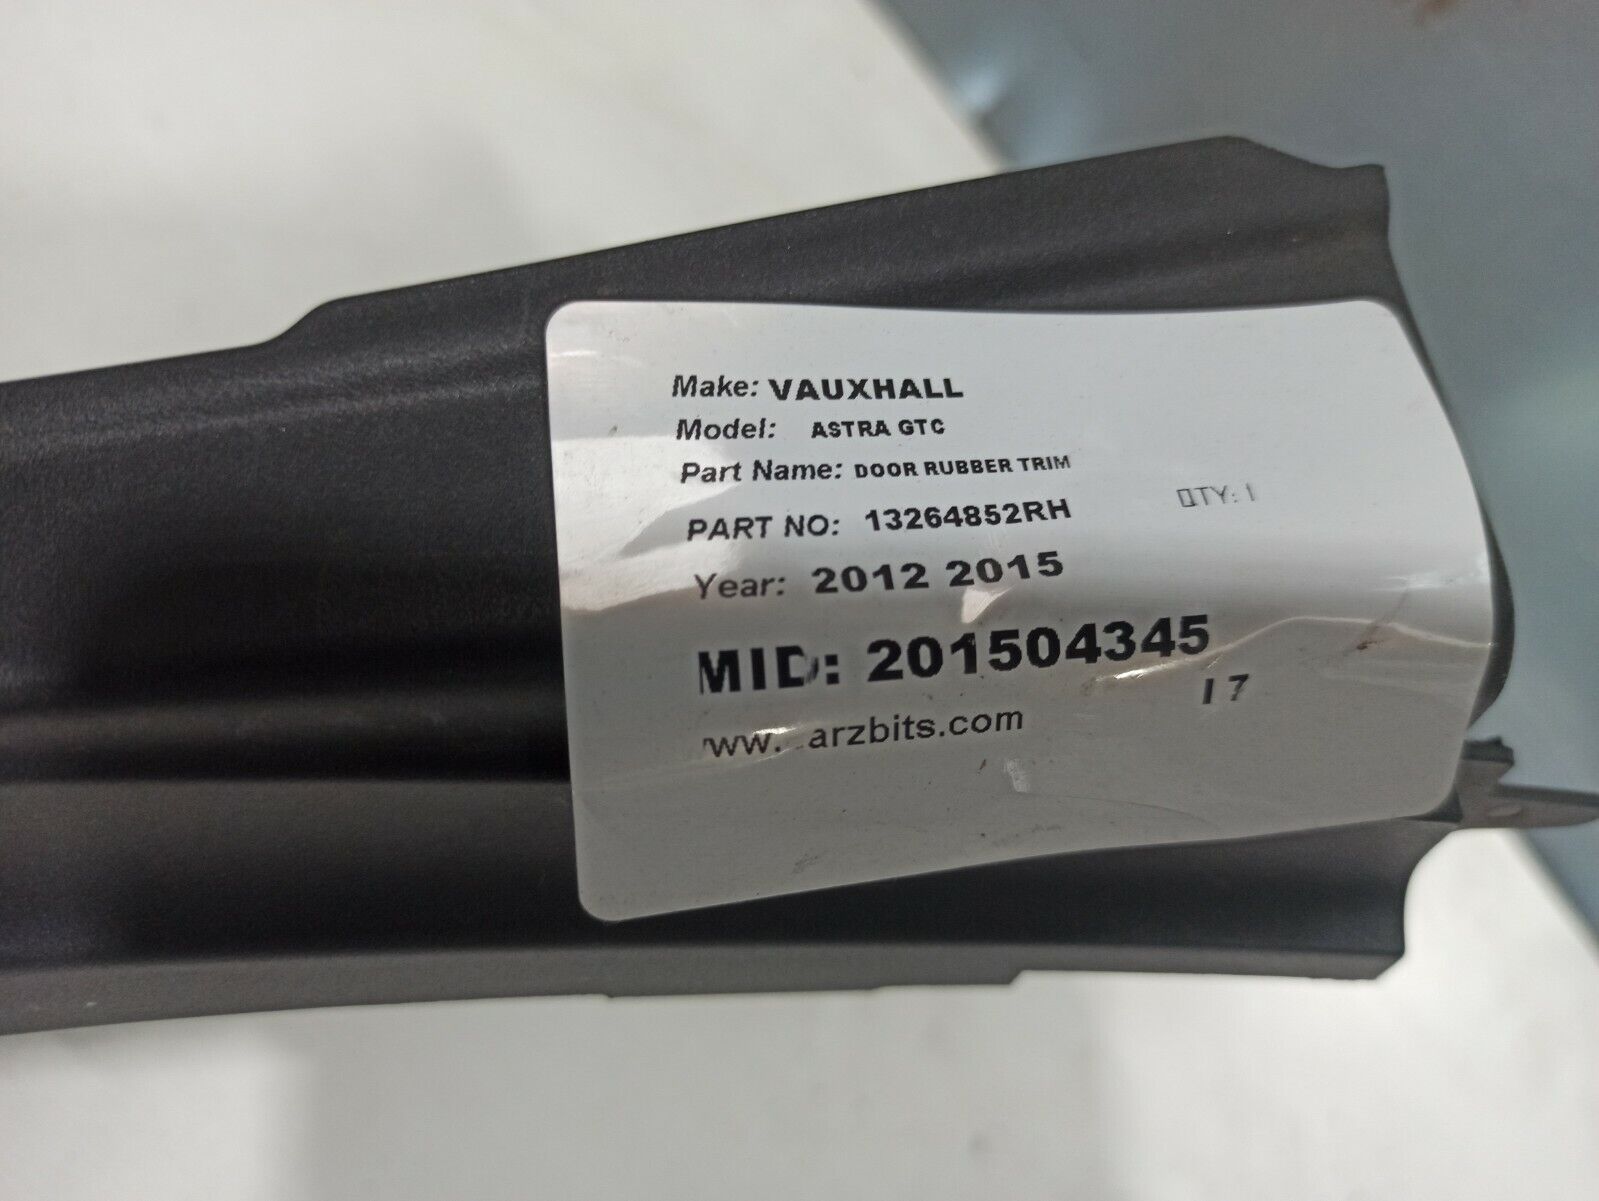 Make: VAUXHALL
Model: ASTRA GTC
Part Name: DOOR RUBBER TRIM
PART NO: 13264852RH QTY: 1
Year: 2012 2015
MID: 201504345
17
arzbits.com